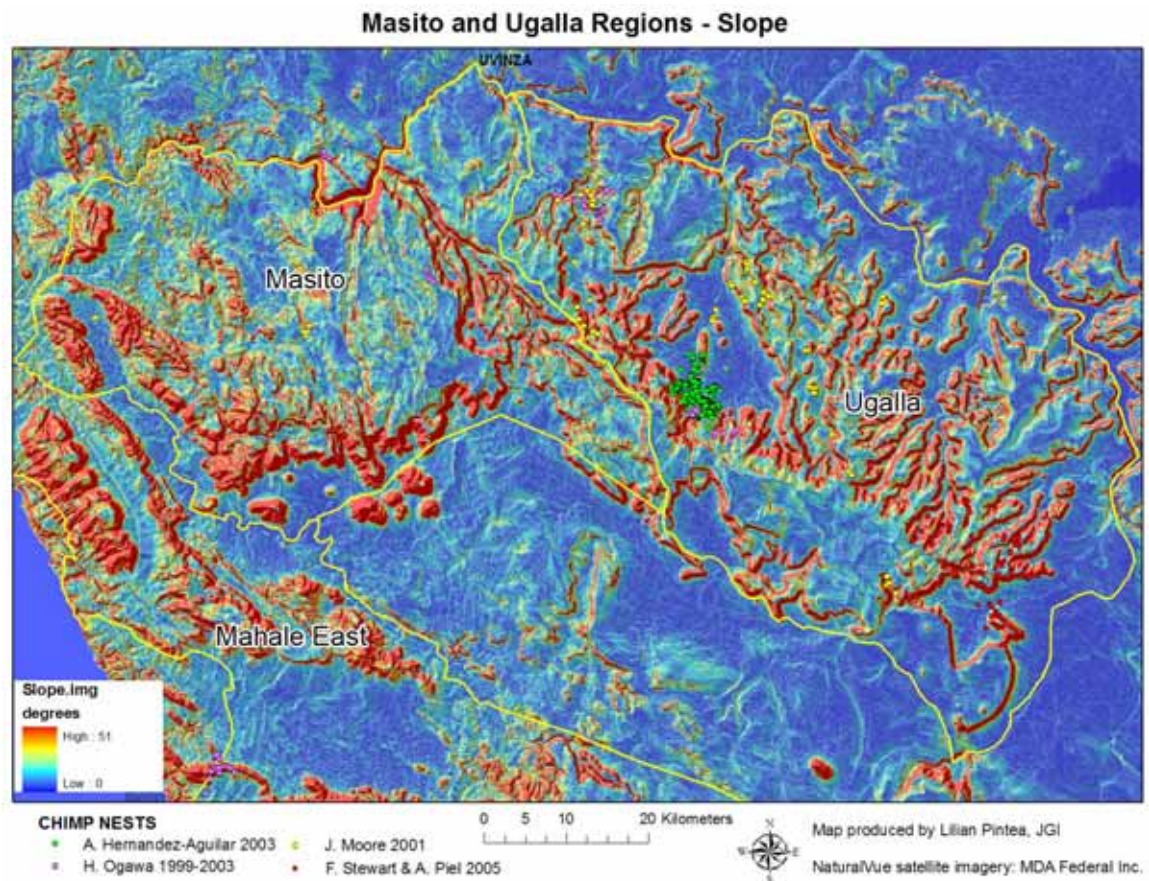 Masito and Ugalla Regions - Slope
UVINZA
Masito
Ugalla
Mahale East
Slope.img
degrees
High : 51
Low : 0
CHIMP NESTS
A. Hernandez-Aguilar 2003
J. Moore 2001
H. Ogawa 1999-2003
F. Stewart & A. Piel 2005
0 5 10 20 Kilometers
N
W E
S
Map produced by Lilian Pintea, JGI
NaturalVue satellite imagery: MDA Federal Inc.